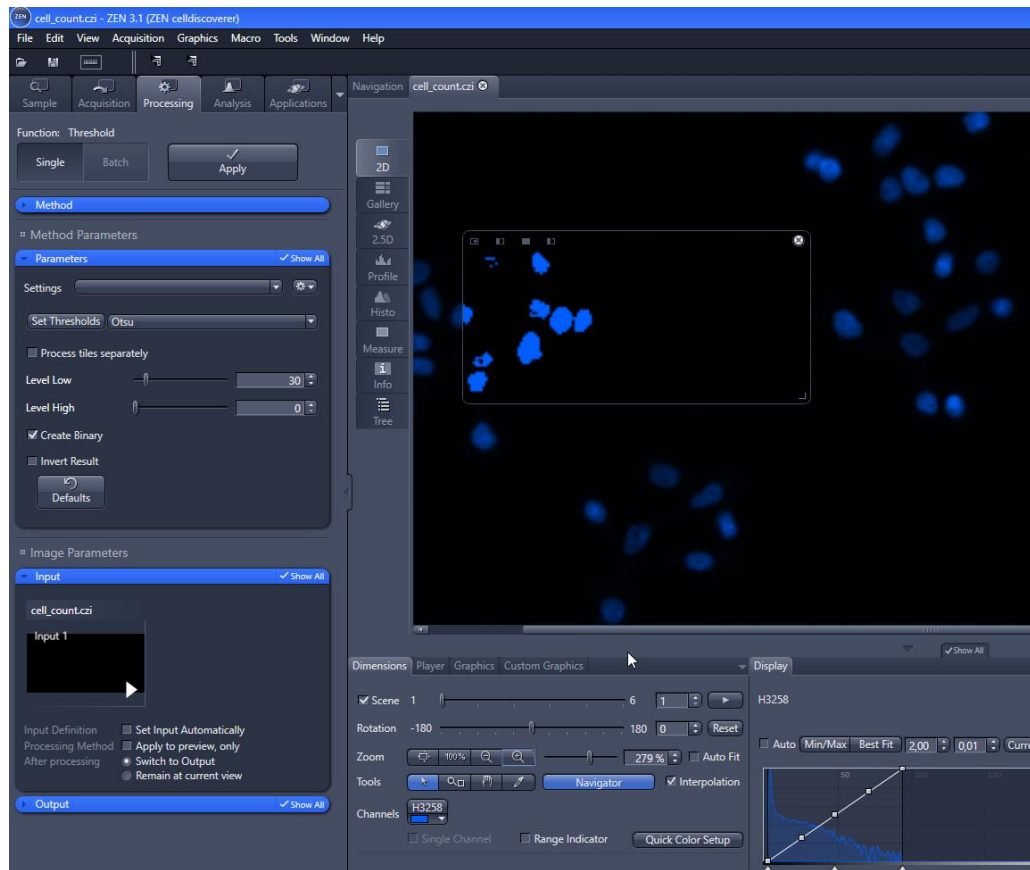 ZEN cell_count.czi - ZEN 3.1 (ZEN celldiscoverer)
File Edit View Acquisition Graphics Macro Tools Window Help
Sample Acquisition Processing Analysis Applications
Navigation cell_count.czi
Function: Threshold
Single Batch Apply
Method
Method Parameters
Parameters Show All
Settings
Set Thresholds Otsu
Process tiles separately
Level Low 30
Level High 0
Create Binary
Invert Result
Defaults
Image Parameters
Input Show All
cell_count.czi
Input 1
Input Definition Set Input Automatically
Processing Method Apply to preview, only
After processing Switch to Output
Remain at current view
Output Show All
2D
Gallery
2.5D
Profile
Histo
Measure
Info
Tree
Show All
Dimensions Player Graphics Custom Graphics
Scene 1 6 1
Rotation -180 180 0 Reset
Zoom 100% 279 % Auto Fit
Tools Navigator Interpolation
Channels H3258
Single Channel Range Indicator Quick Color Setup
Display
H3258
Auto Min/Max Best Fit 2,00 0,01
50 100